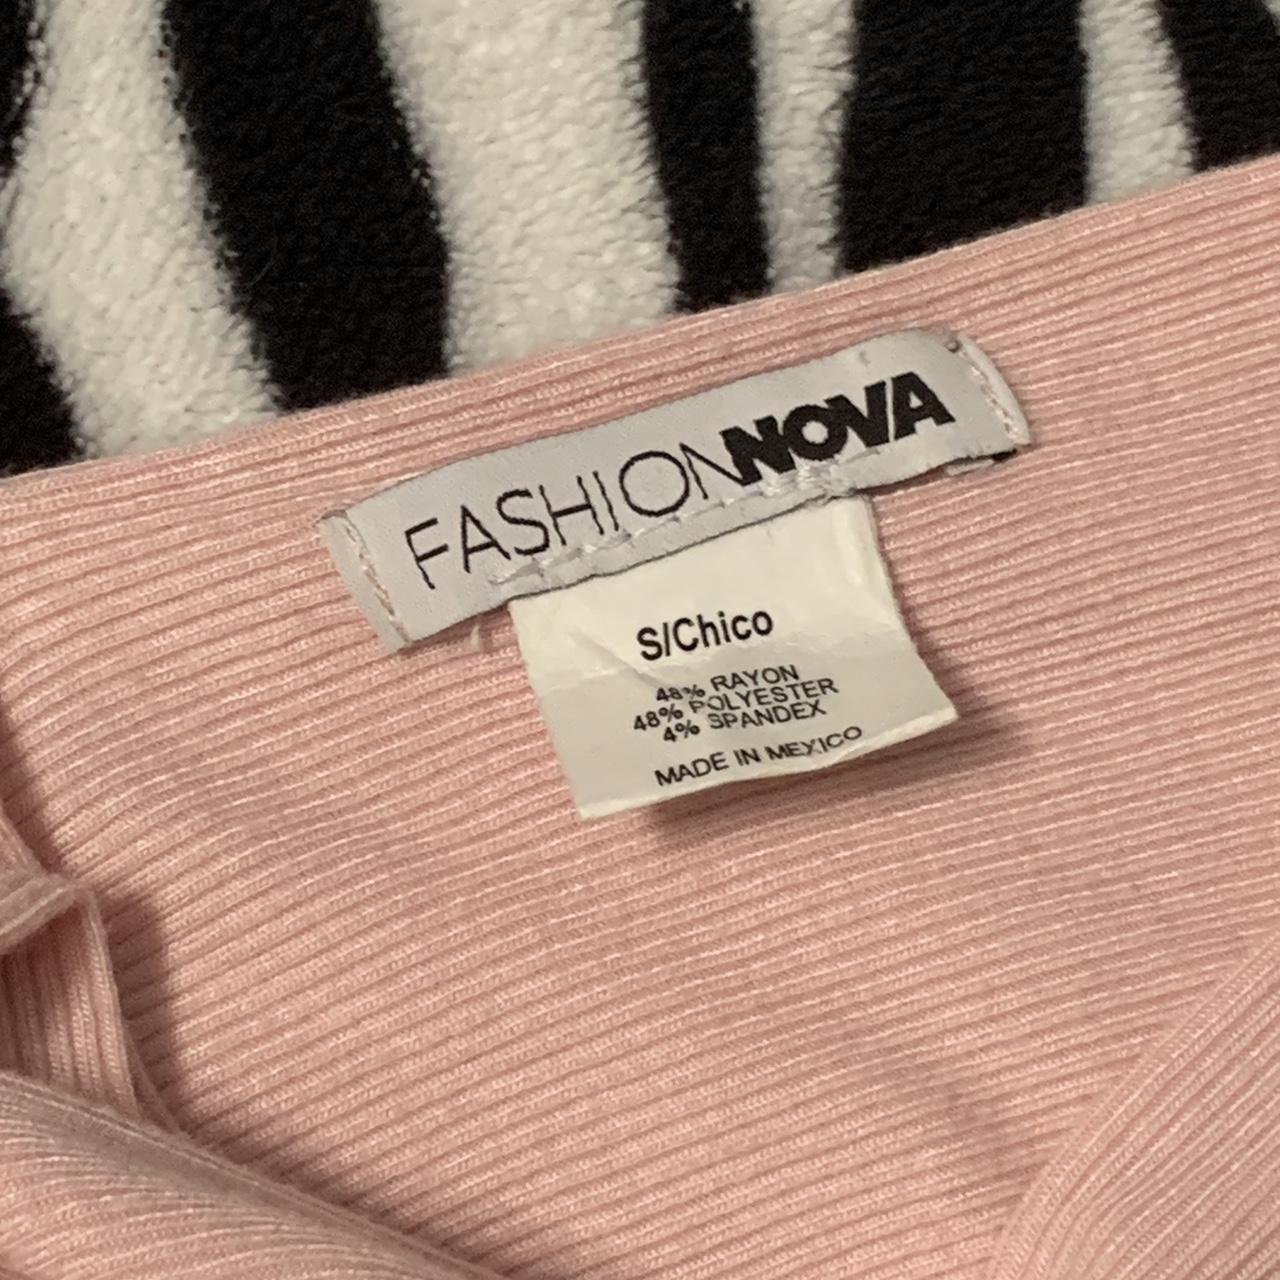 FASHIONNOVA
S/Chico
48% RAYON
48% POLYESTER
4% SPANDEX
MADE IN MEXICO